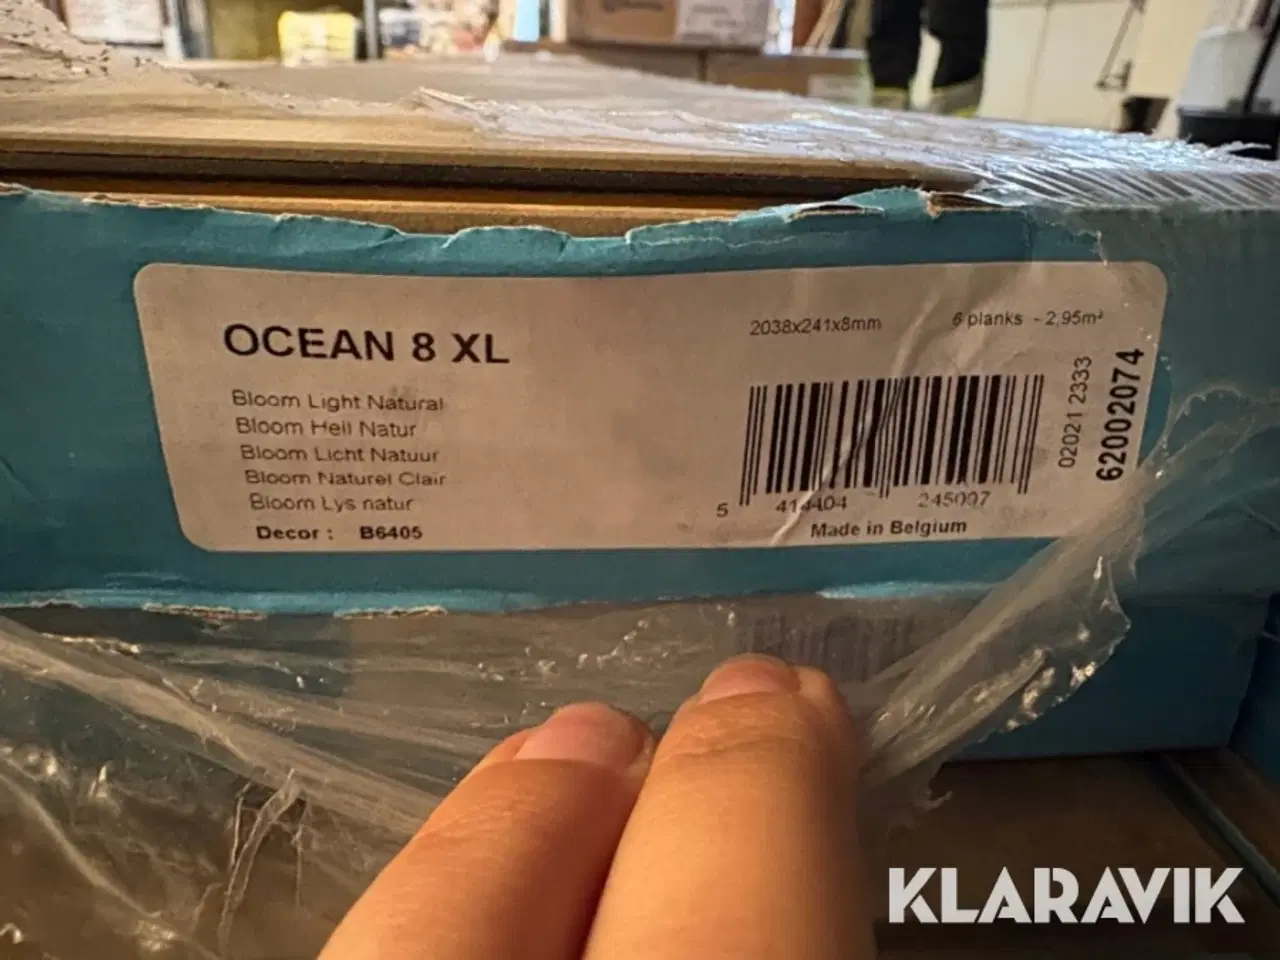 OCEAN 8 XL
2038x241x8mm
6 planks - 2,95m²
Bloom Light Natural
Bloom Hell Natur
Bloom Licht Natuur
Bloom Naturel Clair
Bloom Lys natur
Decor : B6405
5 414404 245007
Made in Belgium
02021 2333
62002074
KLARAVIK